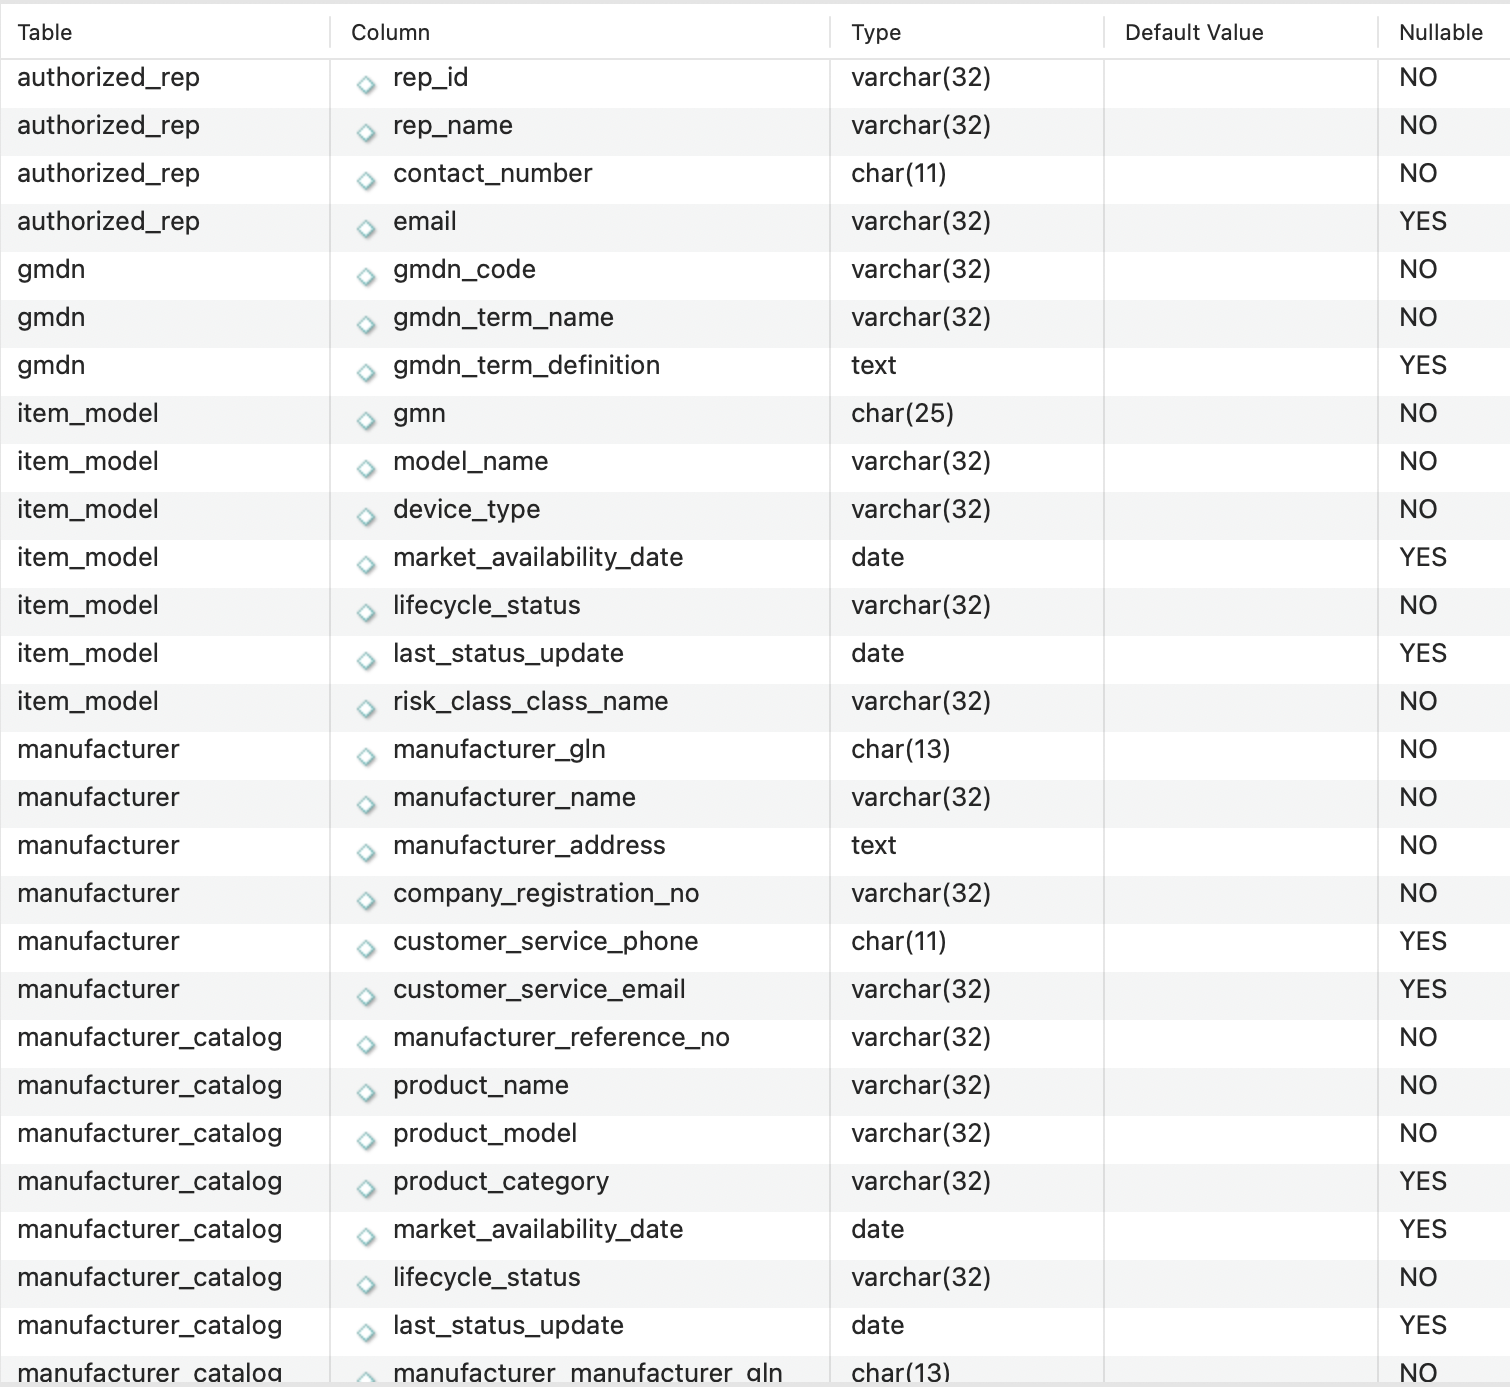 Table Column Type Default Value Nullable
authorized_rep rep_id varchar(32) NO
authorized_rep rep_name varchar(32) NO
authorized_rep contact_number char(11) NO
authorized_rep email varchar(32) YES
gmdn gmdn_code varchar(32) NO
gmdn gmdn_term_name varchar(32) NO
gmdn gmdn_term_definition text YES
item_model gmn char(25) NO
item_model model_name varchar(32) NO
item_model device_type varchar(32) NO
item_model market_availability_date date YES
item_model lifecycle_status varchar(32) NO
item_model last_status_update date YES
item_model risk_class_class_name varchar(32) NO
manufacturer manufacturer_gln char(13) NO
manufacturer manufacturer_name varchar(32) NO
manufacturer manufacturer_address text NO
manufacturer company_registration_no varchar(32) NO
manufacturer customer_service_phone char(11) YES
manufacturer customer_service_email varchar(32) YES
manufacturer_catalog manufacturer_reference_no varchar(32) NO
manufacturer_catalog product_name varchar(32) NO
manufacturer_catalog product_model varchar(32) NO
manufacturer_catalog product_category varchar(32) YES
manufacturer_catalog market_availability_date date YES
manufacturer_catalog lifecycle_status varchar(32) NO
manufacturer_catalog last_status_update date YES
manufacturer_catalog manufacturer_manufacturer_gln char(13) NO